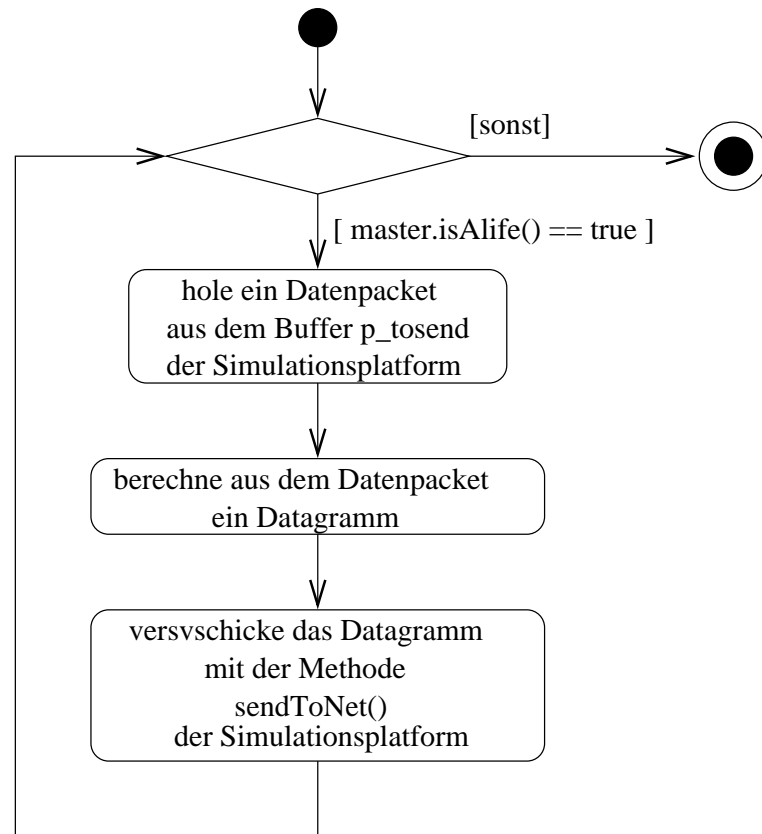 [sonst]
[ master.isAlife() == true ]
hole ein Datenpacket
aus dem Buffer p_tosend
der Simulationsplatform
berechne aus dem Datenpacket
ein Datagramm
versvschicke das Datagramm
mit der Methode
sendToNet()
der Simulationsplatform